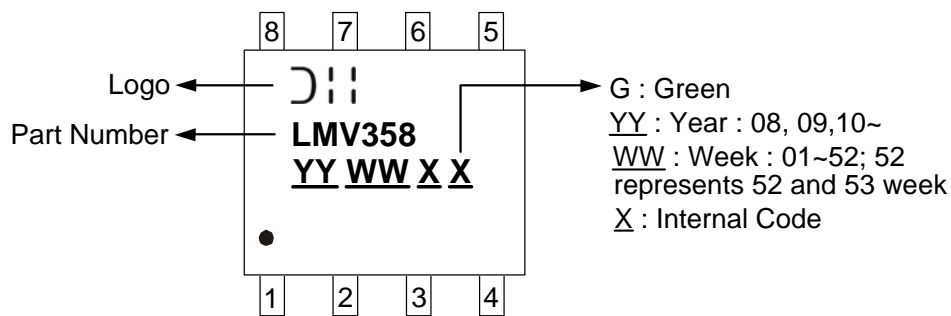 8 7 6 5
Logo
Part Number
LMV358
YY WW X X
G : Green
YY : Year : 08, 09,10~
WW : Week : 01~52; 52
represents 52 and 53 week
X : Internal Code
1 2 3 4